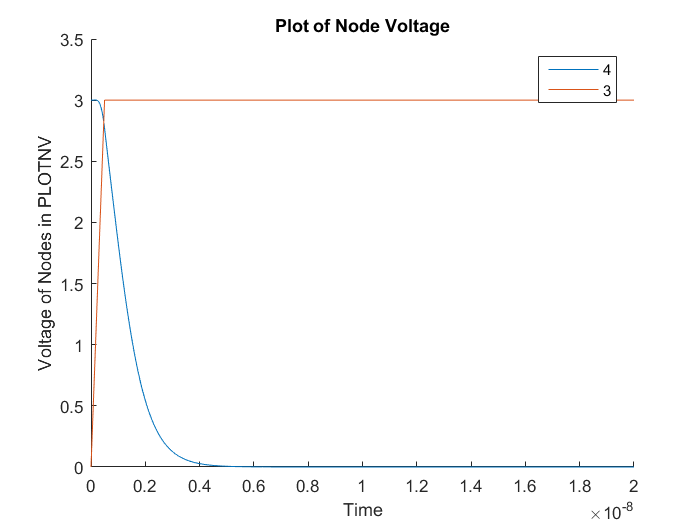 Plot of Node Voltage
4
3
3.5
3
2.5
2
1.5
1
0.5
0
Voltage of Nodes in PLOTNV
0 0.2 0.4 0.6 0.8 1 1.2 1.4 1.6 1.8 2
Time
×10⁻⁸